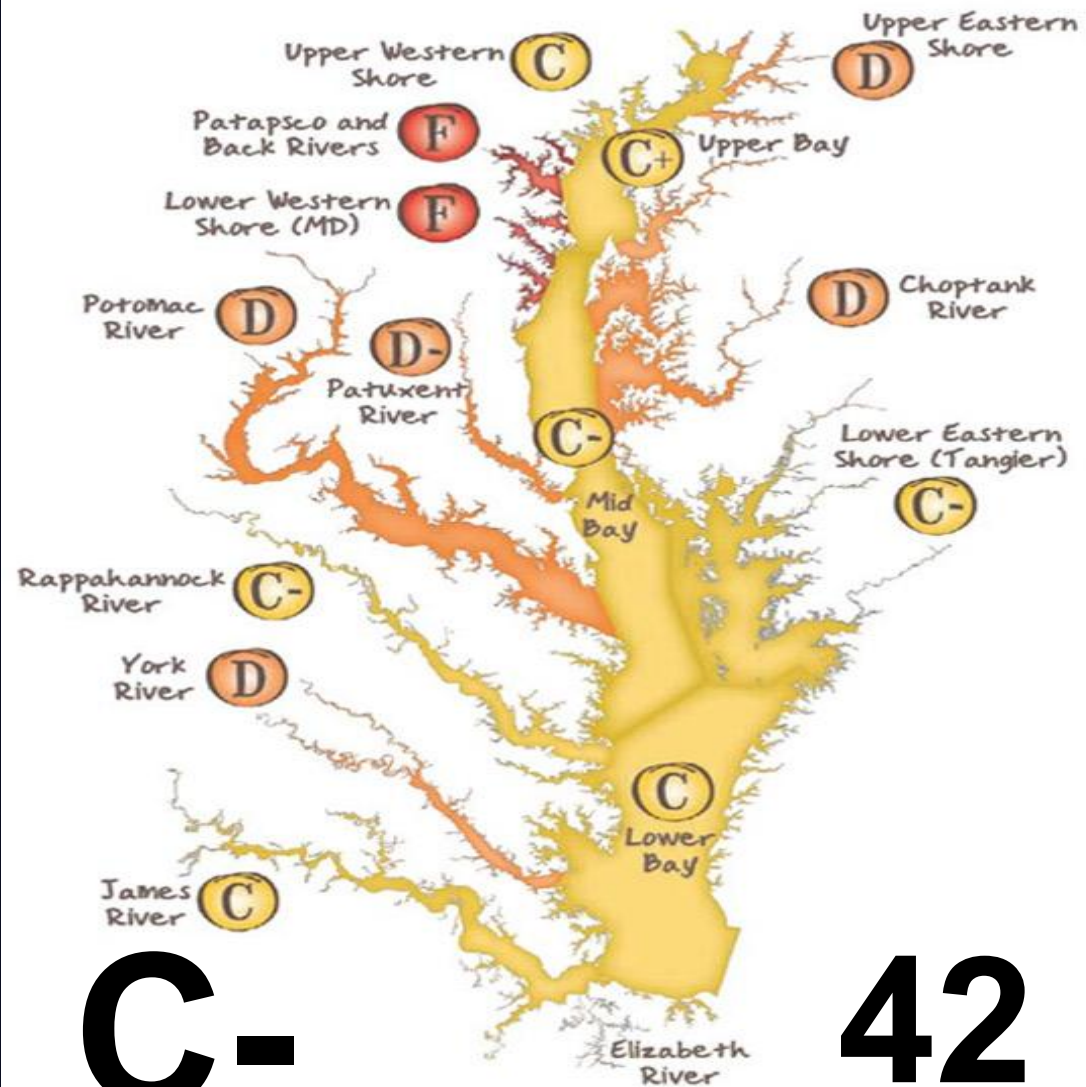 Upper Western
Shore
C
Upper Eastern
Shore
D
Patapsco and
Back Rivers
F
C+
Upper Bay
Lower Western
Shore (MD)
F
Potomac
River
D
D-
Patuxent
River
D
Choptank
River
C-
Mid
Bay
Lower Eastern
Shore (Tangier)
C-
Rappahannock
River
C-
York
River
D
C
Lower
Bay
James
River
C
Elizabeth
River
C-
42